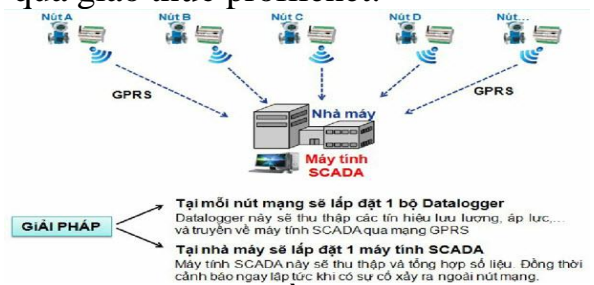 qua giao thức profinet.
Nút A Nút B Nút C Nút D Nút...
GPRS GPRS
Nhà máy
Máy tính
SCADA
Tại mỗi nút mạng sẽ lắp đặt 1 bộ Datalogger
Datalogger này sẽ thu thập các tín hiệu lưu lượng, áp lực,...
và truyền về máy tính SCADA qua mạng GPRS
GIẢI PHÁP
Tại nhà máy sẽ lắp đặt 1 máy tính SCADA
Máy tính SCADA này sẽ thu thập và tổng hợp số liệu. Đồng thời
cảnh báo ngay lập tức khi có sự cố xảy ra ngoài nút mạng.